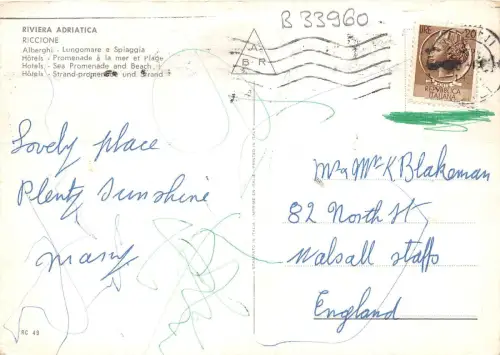 B 33960
RIVIERA ADRIATICA
RICCIONE
Alberghi - Lungomare e Spiaggia
Hôtels - Promenade à la mer et Plage
Hotels - Sea Promenade and Beach
Hotels - Strand-promenade und Strand
A
B R
LIRE 20
REPUBBLICA
ITALIANA
Lovely place
Plenty Sunshine
Mary
Mr & Mrs K Blakeman
82 North St
Walsall Staffs
England
RC 45